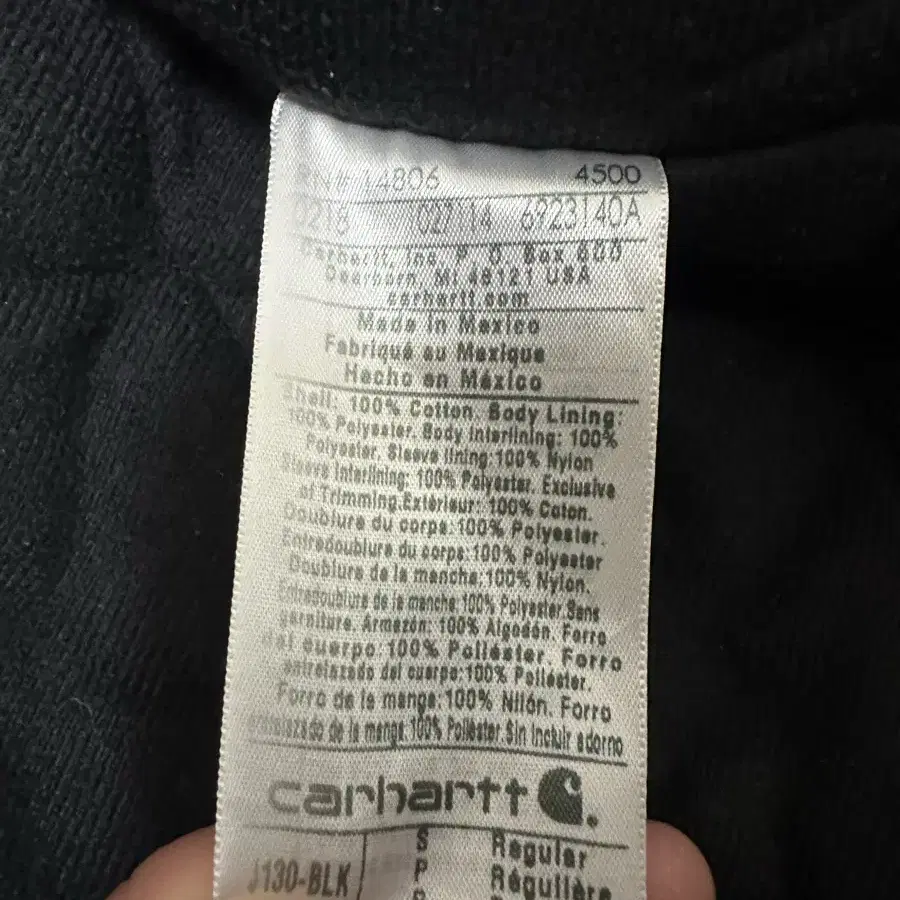 14806 4500
0216 027 14 6923140A
Carhartt, Inc. P. O. Box 600
Dearborn, MI 48121 USA
carhartt.com
Made in Mexico
Fabriqué au Mexique
Hecho en México
Shell: 100% Cotton. Body Lining:
100% Polyester. Body Interlining: 100%
Polyester. Sleeve lining:100% Nylon
Sleeve Interlining: 100% Polyester. Exclusive
of Trimming.Extérieur: 100% Coton.
Doublure du corps:100% Polyester.
Entredoublure du corps:100% Polyester
Doublure de la manche:100% Nylon.
Entredoublure de la manche:100% Polyester.Sans
garniture. Armazón: 100% Algodón. Forro
del cuerpo:100% Poliéster. Forro
entrelazado del cuerpo:100% Poliéster.
Forro de la manga:100% Nilón. Forro
entrelazado de la manga.100% Poliéster.Sin Incluir adorno
carhartt
J130-BLK S Regular
P Régulière